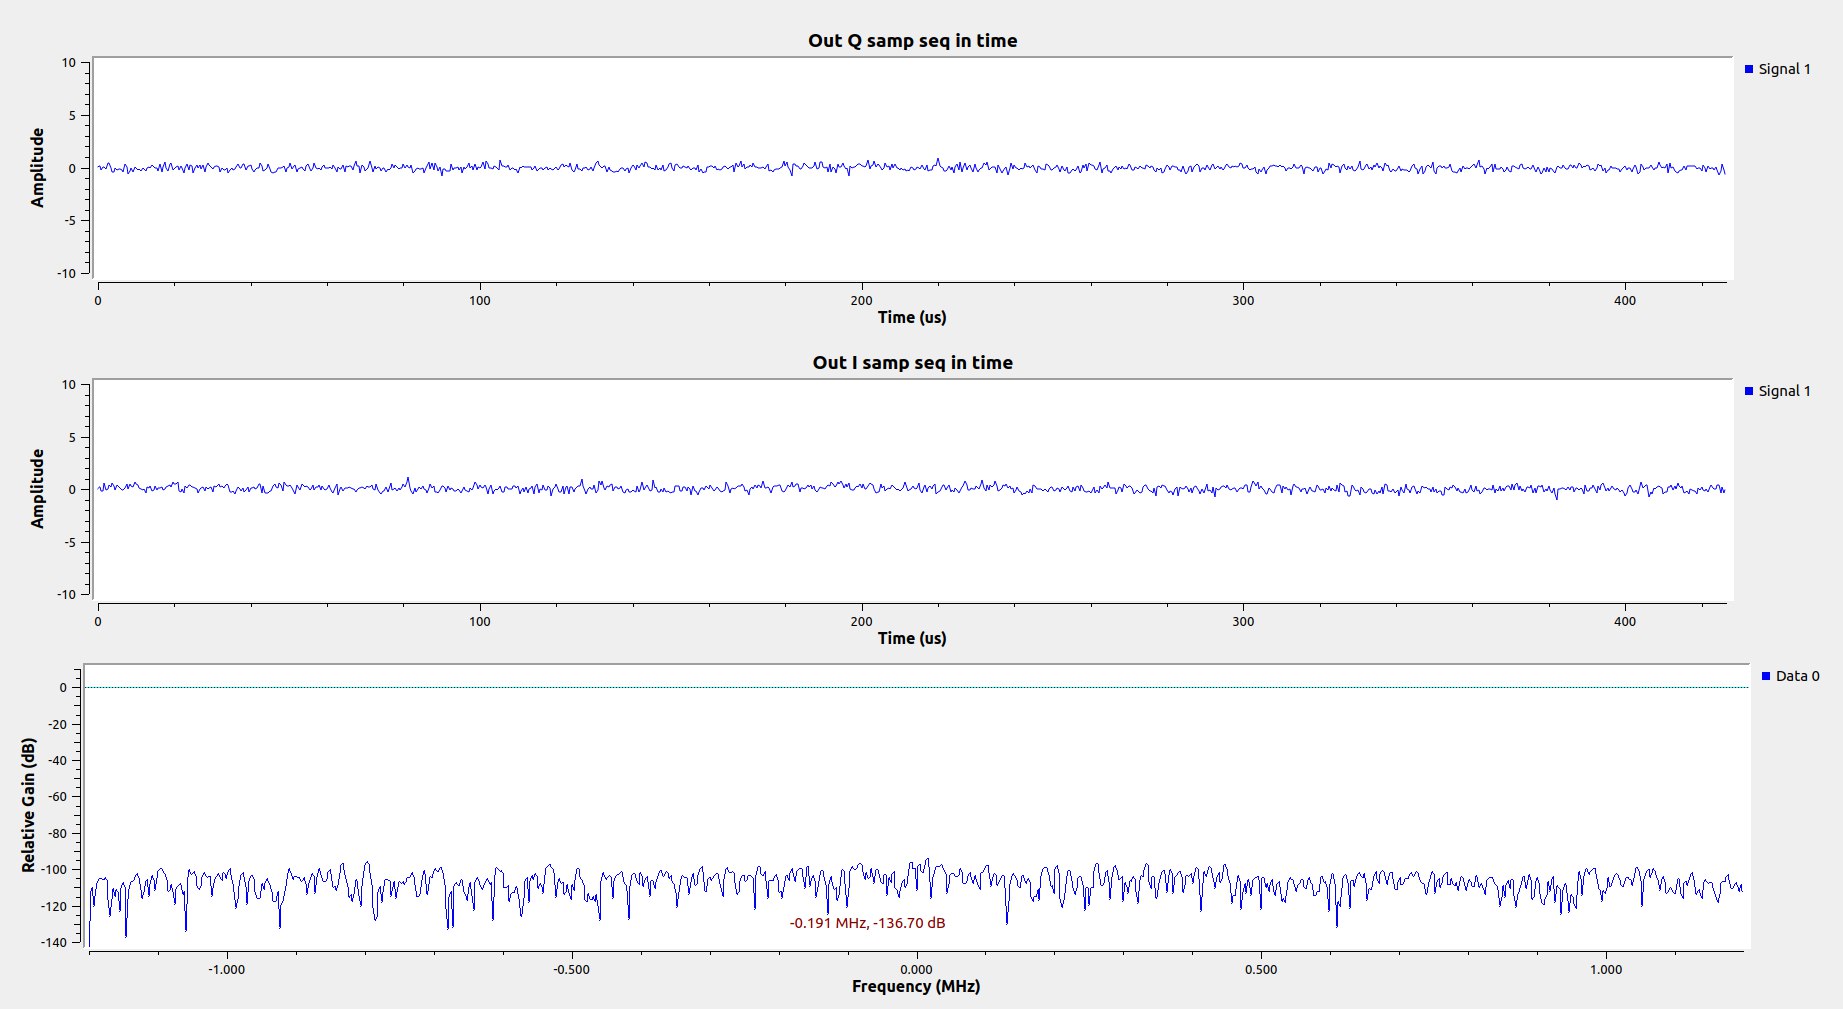 Out Q samp seq in time
10
5
0
-5
-10
Amplitude
Signal 1
0 100 200 300 400
Time (us)
Out I samp seq in time
10
5
0
-5
-10
Amplitude
Signal 1
0 100 200 300 400
Time (us)
0
-20
-40
-60
-80
-100
-120
-140
Relative Gain (dB)
Data 0
-0.191 MHz, -136.70 dB
-1.000 -0.500 0.000 0.500 1.000
Frequency (MHz)